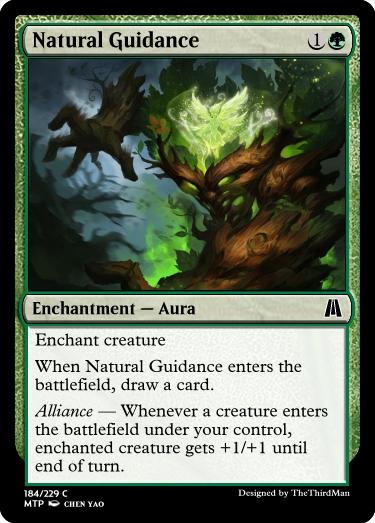 Natural Guidance 1
Enchantment — Aura
Enchant creature
When Natural Guidance enters the
battlefield, draw a card.
Alliance — Whenever a creature enters
the battlefield under your control,
enchanted creature gets +1/+1 until
end of turn.
184/229 C Designed by TheThirdMan
MTP CHEN YAO